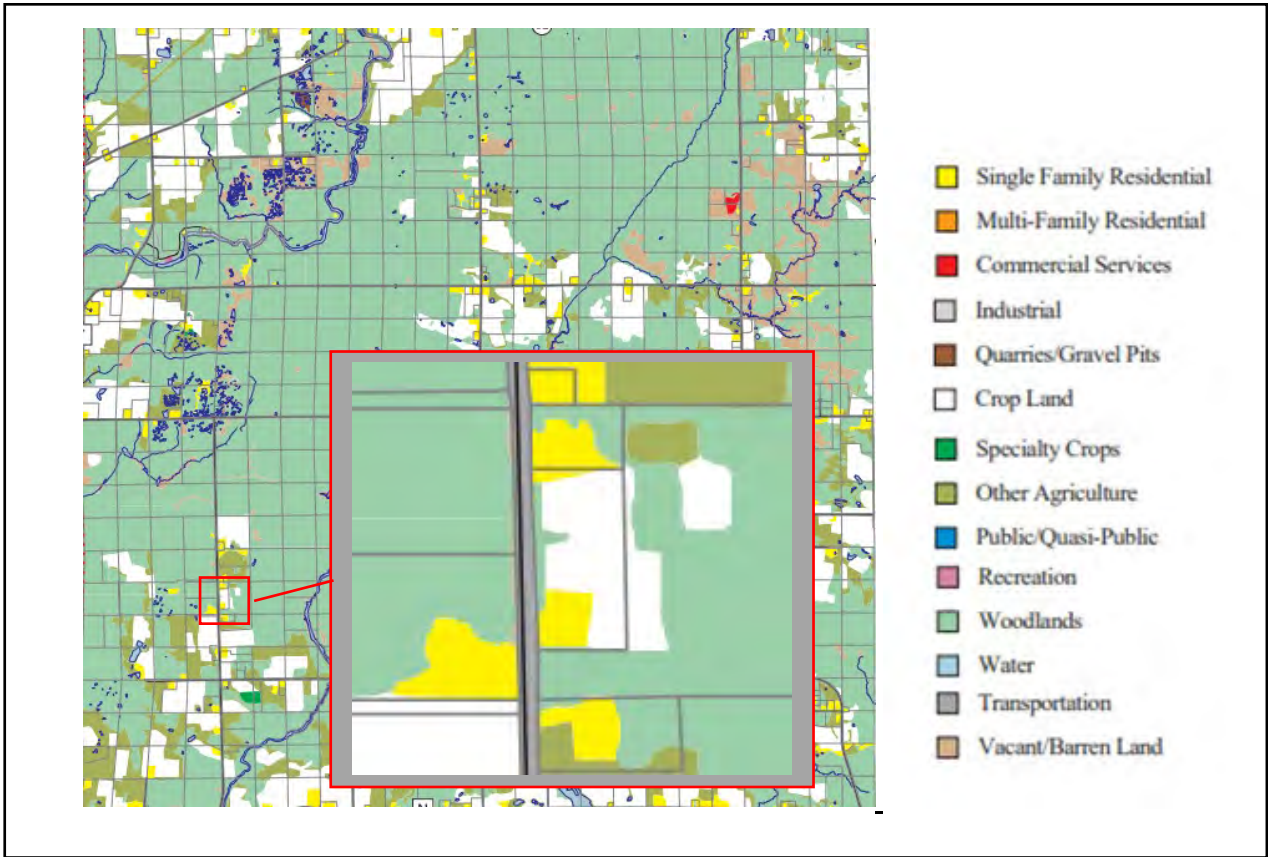 Single Family Residential
Multi-Family Residential
Commercial Services
Industrial
Quarries/Gravel Pits
Crop Land
Specialty Crops
Other Agriculture
Public/Quasi-Public
Recreation
Woodlands
Water
Transportation
Vacant/Barren Land